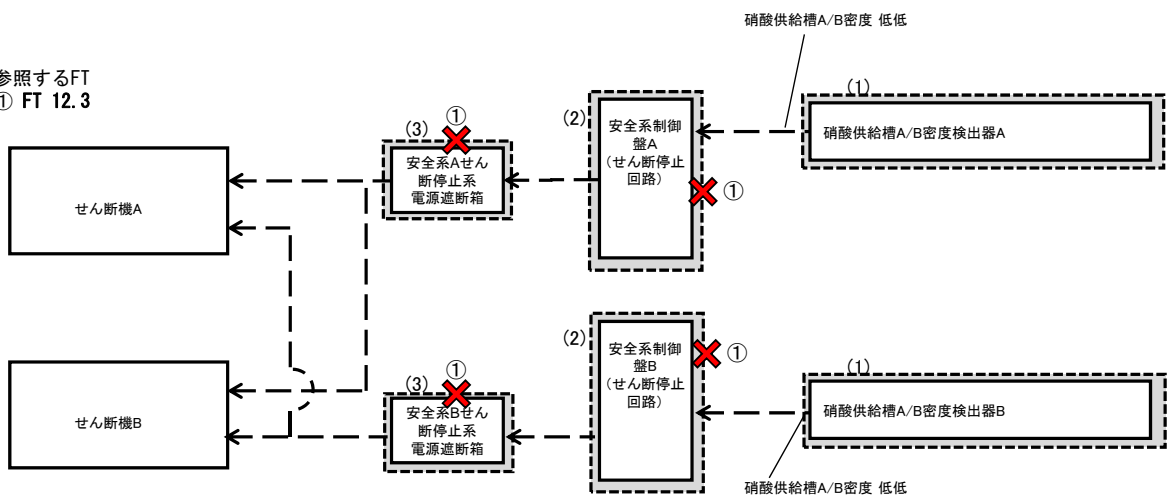 硝酸供給槽A/B密度 低低
参照するFT
① FT 12.3
(1)
硝酸供給槽A/B密度検出器A
(2)
安全系制御
盤A
(せん断停止
回路)
①
(3)
①
安全系Aせん
断停止系
電源遮断箱
せん断機A
(1)
硝酸供給槽A/B密度検出器B
(2)
安全系制御
盤B
(せん断停止
回路)
①
(3)
①
安全系Bせん
断停止系
電源遮断箱
せん断機B
硝酸供給槽A/B密度 低低